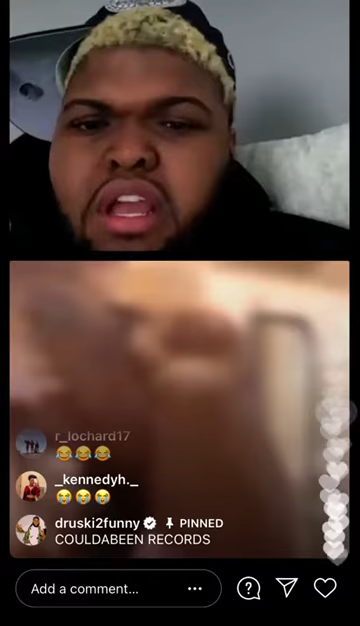 r_lochard17
😂😂😂
_kennedyh._
😭😭😭
druski2funny PINNED
COULDABEEN RECORDS
Add a comment...